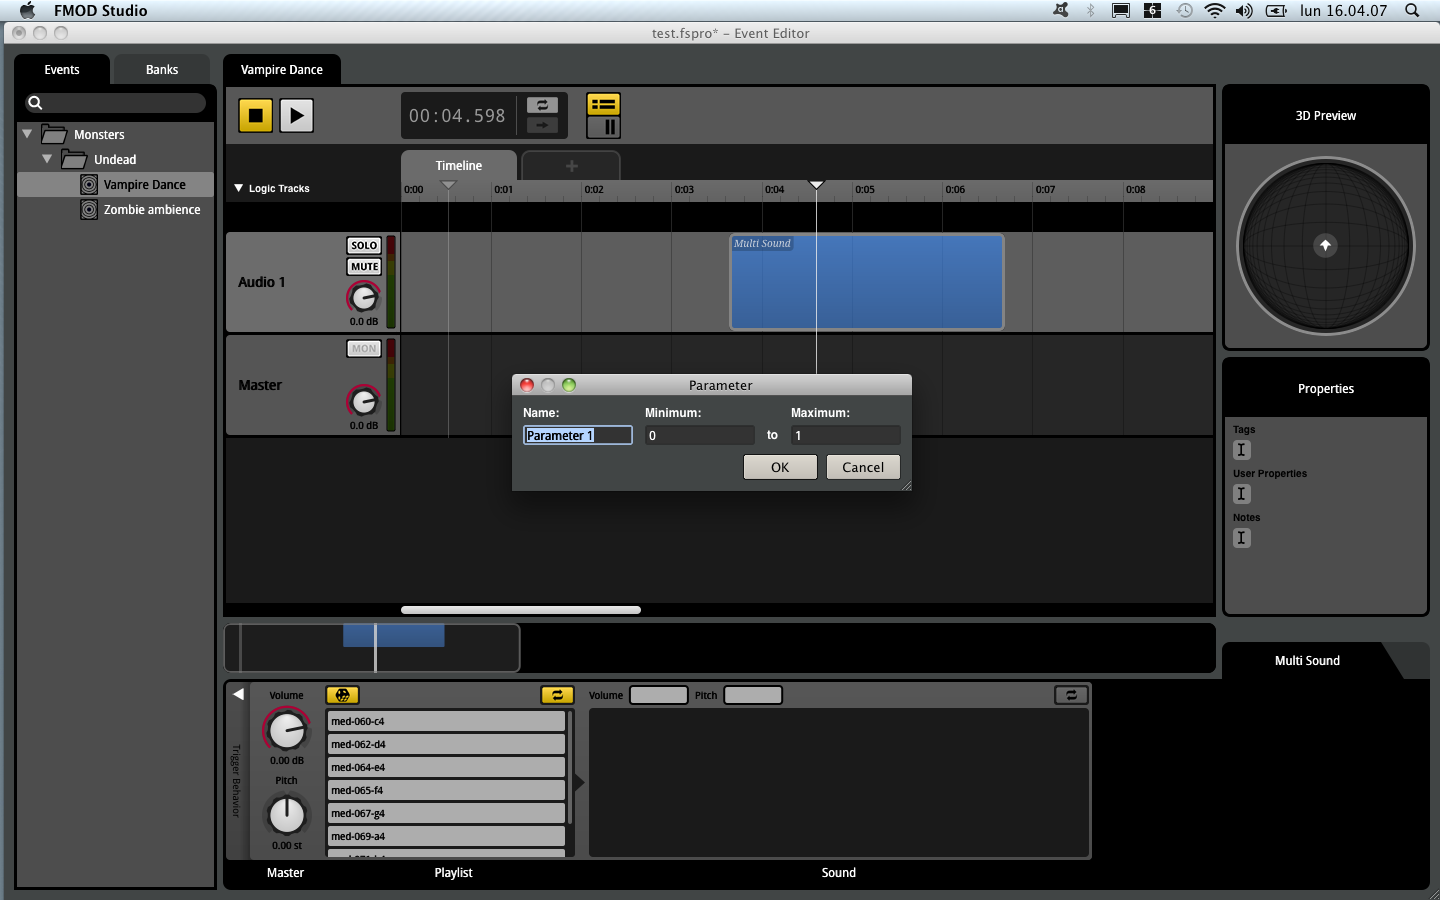 FMOD Studio
6
lun 16.04.07
test.fspro* – Event Editor
Events
Banks
Vampire Dance
3D Preview
00:04.598
Monsters
Undead
Vampire Dance
Zombie ambience
Timeline
+
Logic Tracks
0:00
0:01
0:02
0:03
0:04
0:05
0:06
0:07
0:08
Audio 1
SOLO
MUTE
0.0 dB
Multi Sound
Master
MON
0.0 dB
Parameter
Name:
Minimum:
Maximum:
Parameter 1
0
to
1
OK
Cancel
Properties
Tags
User Properties
Notes
Multi Sound
Trigger Behavior
Volume
0.00 dB
Pitch
0.00 st
Master
med-060-c4
med-062-d4
med-064-e4
med-065-f4
med-067-g4
med-069-a4
Playlist
Volume
Pitch
Sound